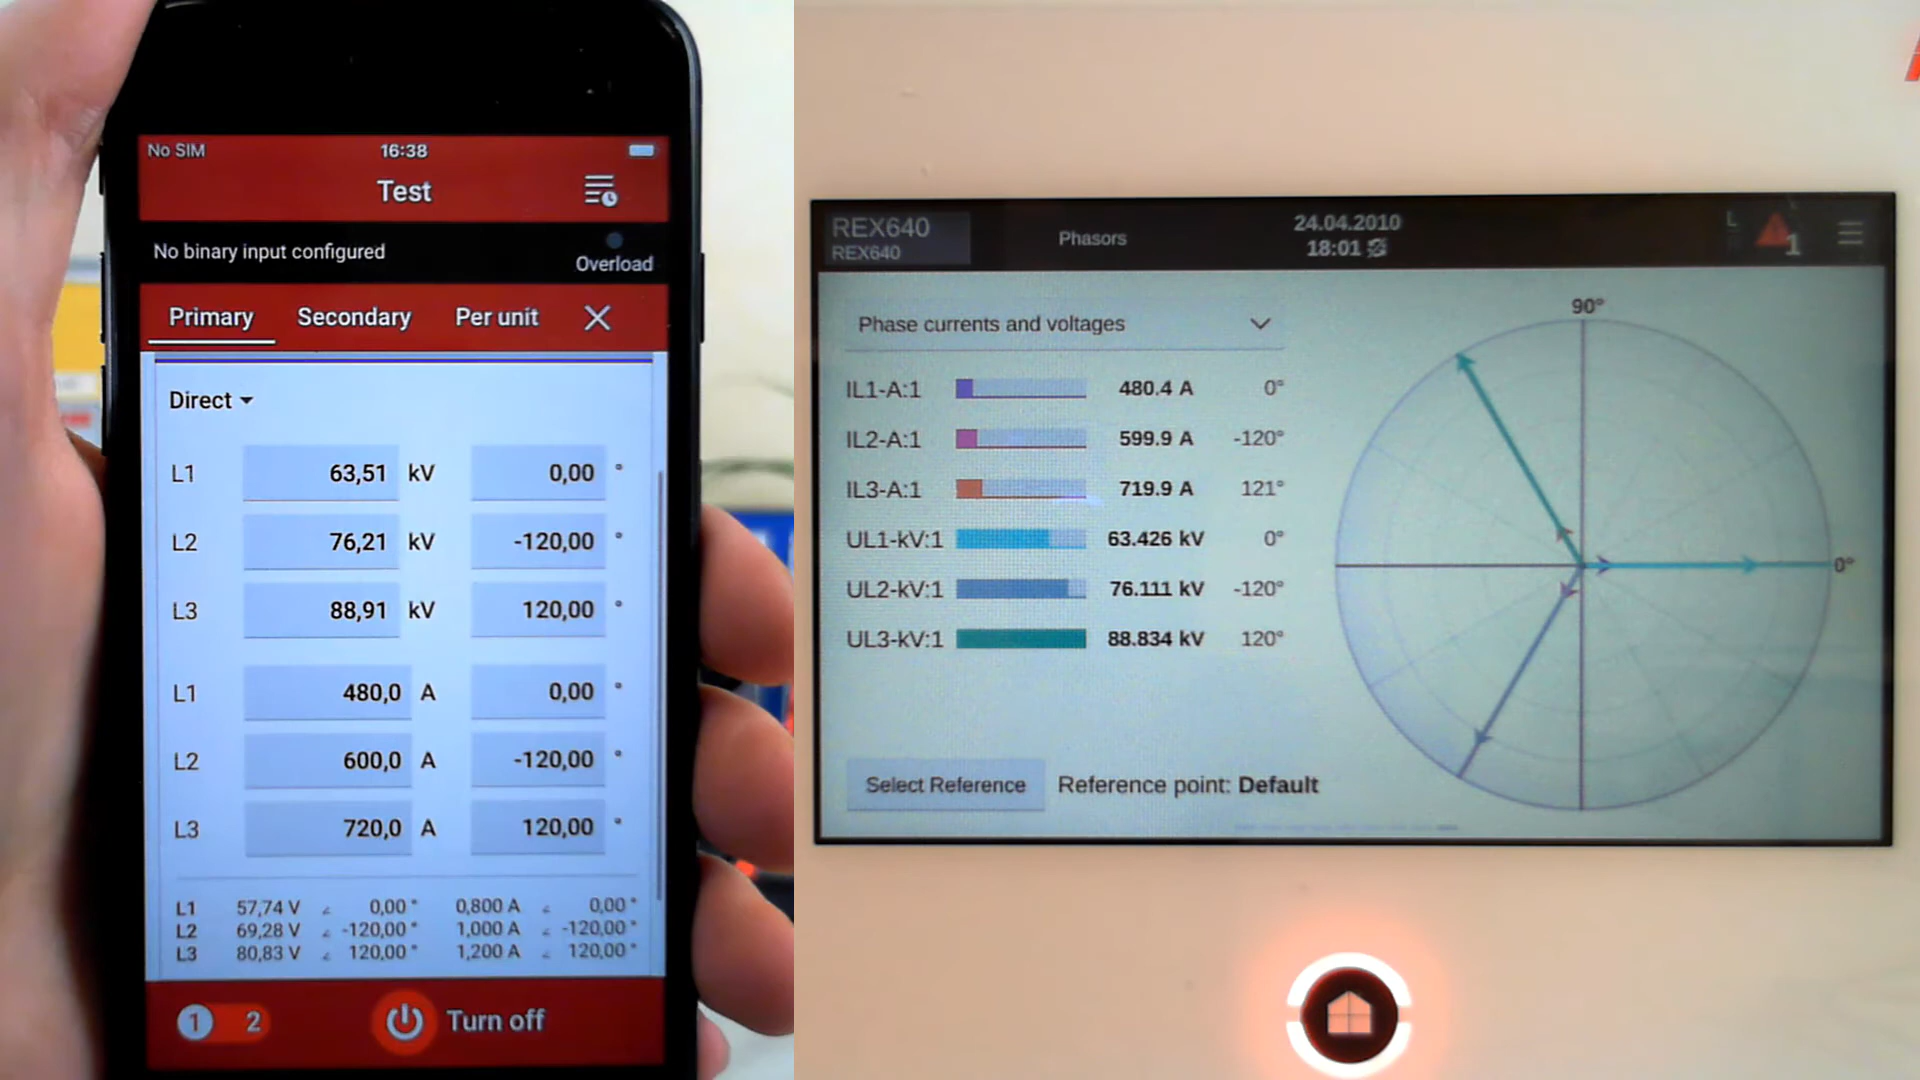 No SIM 16:38
Test
No binary input configured
Overload
Primary Secondary Per unit
Direct
L1 63,51 kV 0,00 °
L2 76,21 kV -120,00 °
L3 88,91 kV 120,00 °
L1 480,0 A 0,00 °
L2 600,0 A -120,00 °
L3 720,0 A 120,00 °
L1 57,74 V ∠ 0,00 ° 0,800 A ∠ 0,00 °
L2 69,28 V ∠ -120,00 ° 1,000 A ∠ -120,00 °
L3 80,83 V ∠ 120,00 ° 1,200 A ∠ 120,00 °
1 2 Turn off
REX640
REX640
Phasors
24.04.2010
18:01
L
1
Phase currents and voltages
IL1-A:1 480.4 A 0°
IL2-A:1 599.9 A -120°
IL3-A:1 719.9 A 121°
UL1-kV:1 63.426 kV 0°
UL2-kV:1 76.111 kV -120°
UL3-kV:1 88.834 kV 120°
90°
0°
Select Reference Reference point: Default